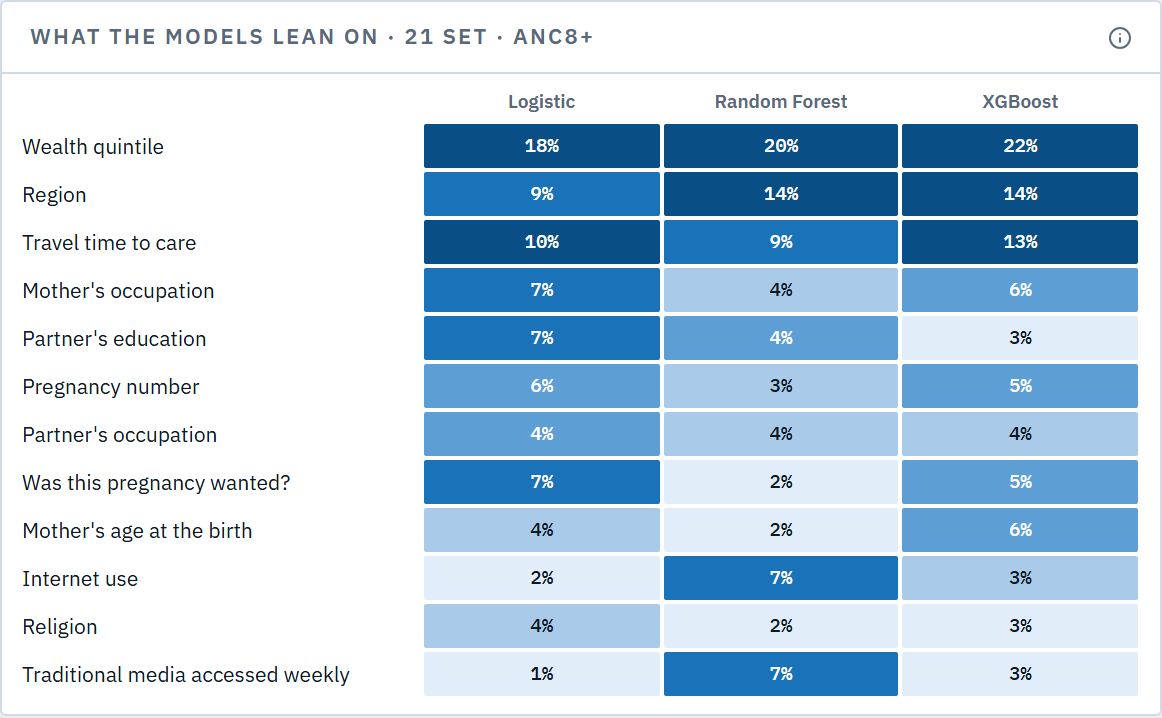 WHAT THE MODELS LEAN ON · 21 SET · ANC8+
Logistic Random Forest XGBoost
Wealth quintile 18% 20% 22%
Region 9% 14% 14%
Travel time to care 10% 9% 13%
Mother's occupation 7% 4% 6%
Partner's education 7% 4% 3%
Pregnancy number 6% 3% 5%
Partner's occupation 4% 4% 4%
Was this pregnancy wanted? 7% 2% 5%
Mother's age at the birth 4% 2% 6%
Internet use 2% 7% 3%
Religion 4% 2% 3%
Traditional media accessed weekly 1% 7% 3%